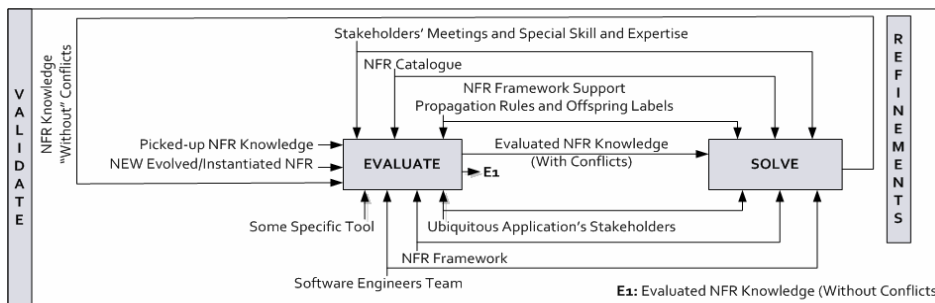 VALIDATE
NFR Knowledge
"Without" Conflicts
Stakeholders' Meetings and Special Skill and Expertise
NFR Catalogue
NFR Framework Support
Propagation Rules and Offspring Labels
Picked-up NFR Knowledge
NEW Evolved/Instantiated NFR
EVALUATE
Evaluated NFR Knowledge
(With Conflicts)
E1
SOLVE
REFINEMENTS
Some Specific Tool
Ubiquitous Application's Stakeholders
NFR Framework
Software Engineers Team
E1: Evaluated NFR Knowledge (Without Conflicts